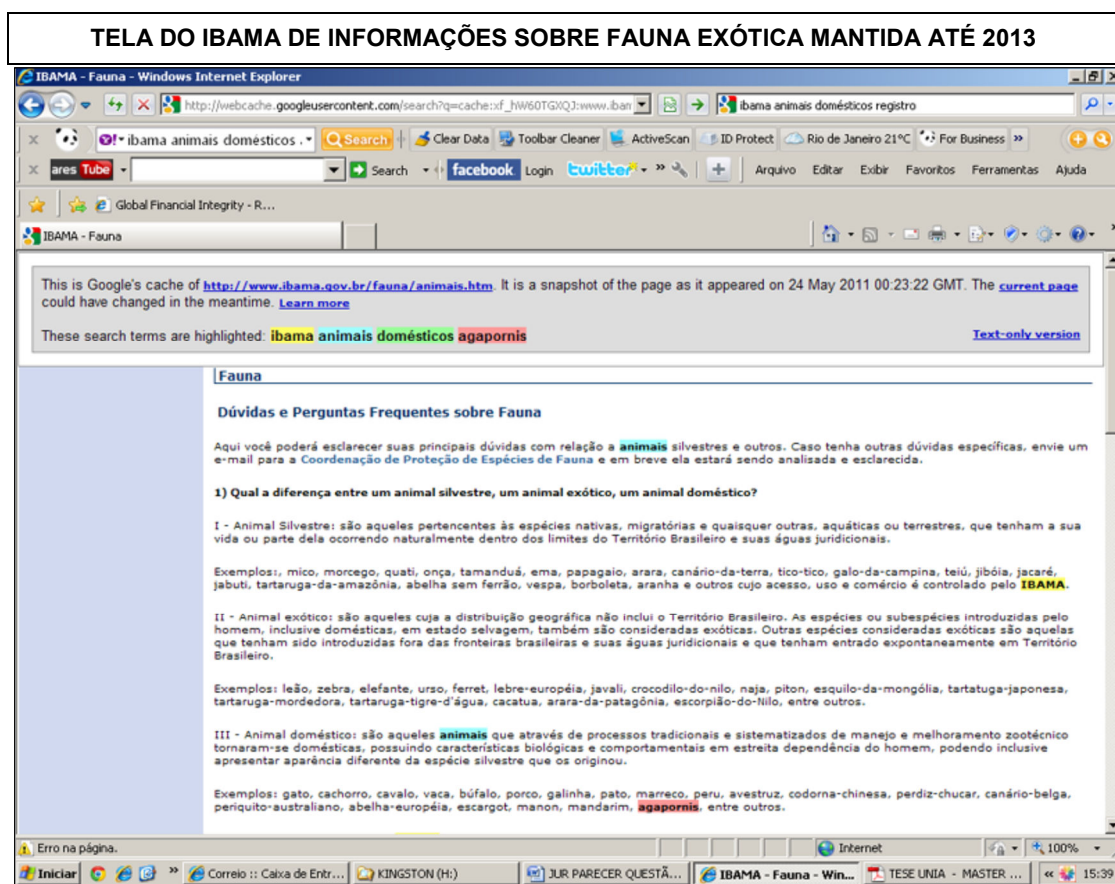 TELA DO IBAMA DE INFORMAÇÕES SOBRE FAUNA EXÓTICA MANTIDA ATÉ 2013
IBAMA - Fauna - Windows Internet Explorer
http://webcache.googleusercontent.com/search?q=cache:xf_hW60TGXQJ:www.iban
ibama animais domésticos registro
ibama animais domésticos . Search Clear Data Toolbar Cleaner ActiveScan ID Protect Rio de Janeiro 21°C For Business »
ares Tube Search facebook Login twitter » Arquivo Editar Exibir Favoritos Ferramentas Ajuda
Global Financial Integrity - R...
IBAMA - Fauna
This is Google's cache of http://www.ibama.gov.br/fauna/animais.htm. It is a snapshot of the page as it appeared on 24 May 2011 00:23:22 GMT. The current page
could have changed in the meantime. Learn more
These search terms are highlighted: ibama animais domésticos agapornis Text-only version
Fauna
Dúvidas e Perguntas Frequentes sobre Fauna
Aqui você poderá esclarecer suas principais dúvidas com relação a animais silvestres e outros. Caso tenha outras dúvidas específicas, envie um
e-mail para a Coordenação de Proteção de Espécies de Fauna e em breve ela estará sendo analisada e esclarecida.
1) Qual a diferença entre um animal silvestre, um animal exótico, um animal doméstico?
I - Animal Silvestre: são aqueles pertencentes às espécies nativas, migratórias e quaisquer outras, aquáticas ou terrestres, que tenham a sua
vida ou parte dela ocorrendo naturalmente dentro dos limites do Território Brasileiro e suas águas juridicionais.
Exemplos:, mico, morcego, quati, onça, tamanduá, ema, papagaio, arara, canário-da-terra, tico-tico, galo-da-campina, teiú, jibóia, jacaré,
jabuti, tartaruga-da-amazônia, abelha sem ferrão, vespa, borboleta, aranha e outros cujo acesso, uso e comércio é controlado pelo IBAMA.
II - Animal exótico: são aqueles cuja a distribuição geográfica não inclui o Território Brasileiro. As espécies ou subespécies introduzidas pelo
homem, inclusive domésticas, em estado selvagem, também são consideradas exóticas. Outras espécies consideradas exóticas são aquelas
que tenham sido introduzidas fora das fronteiras brasileiras e suas águas juridicionais e que tenham entrado expontaneamente em Território
Brasileiro.
Exemplos: leão, zebra, elefante, urso, ferret, lebre-européia, javali, crocodilo-do-nilo, naja, piton, esquilo-da-mongólia, tartatuga-japonesa,
tartaruga-mordedora, tartaruga-tigre-d'água, cacatua, arara-da-patagônia, escorpião-do-Nilo, entre outros.
III - Animal doméstico: são aqueles animais que através de processos tradicionais e sistematizados de manejo e melhoramento zootécnico
tornaram-se domésticas, possuindo características biológicas e comportamentais em estreita dependência do homem, podendo inclusive
apresentar aparência diferente da espécie silvestre que os originou.
Exemplos: gato, cachorro, cavalo, vaca, búfalo, porco, galinha, pato, marreco, peru, avestruz, codorna-chinesa, perdiz-chucar, canário-belga,
periquito-australiano, abelha-européia, escargot, manon, mandarim, agapornis, entre outros.
Erro na página. Internet 100%
Iniciar » Correio :: Caixa de Entr... KINGSTON (H:) JUR PARECER QUESTÃ... IBAMA - Fauna - Win... TESE UNIA - MASTER ... « 15:39